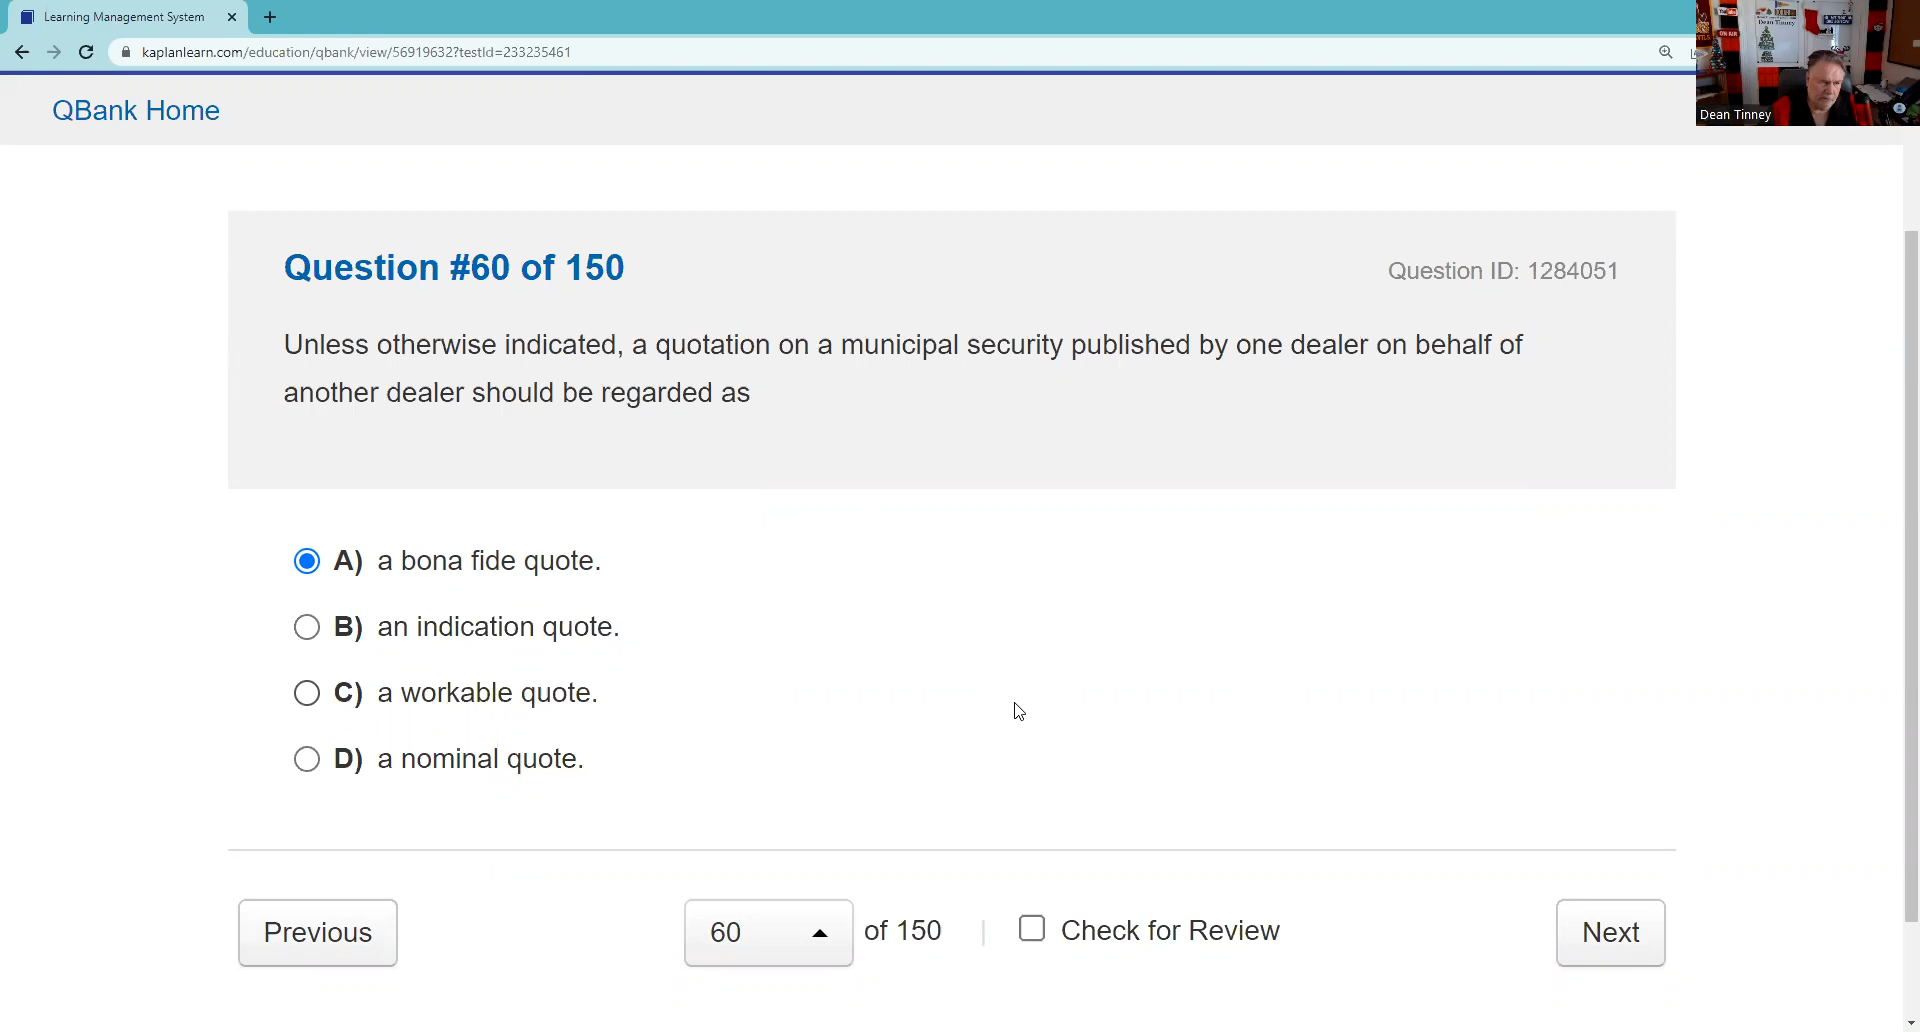 Learning Management System
kaplanlearn.com/education/qbank/view/56919632?testId=233235461
QBank Home
Dean Tinney
Question #60 of 150
Question ID: 1284051
Unless otherwise indicated, a quotation on a municipal security published by one dealer on behalf of
another dealer should be regarded as
A) a bona fide quote.
B) an indication quote.
C) a workable quote.
D) a nominal quote.
Previous
60
of 150
Check for Review
Next